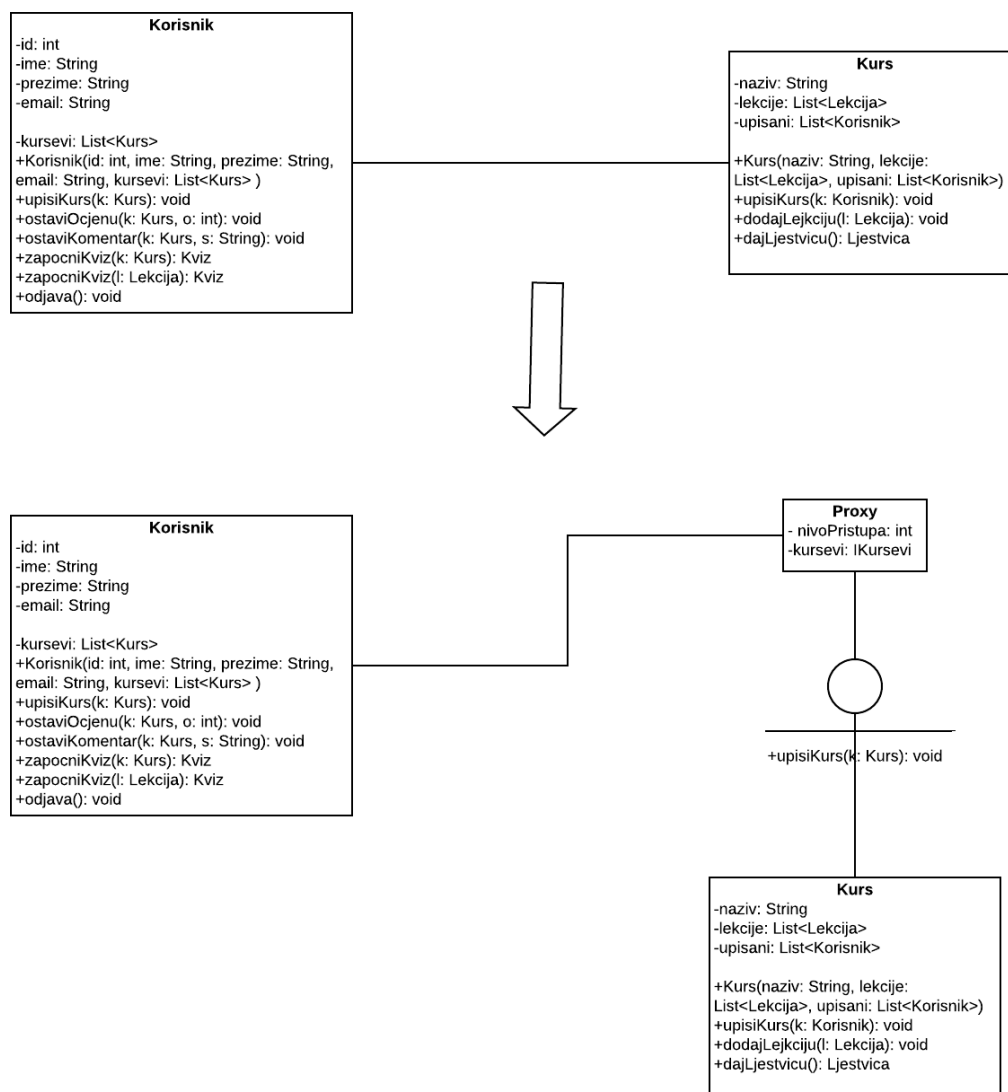 Korisnik
-id: int
-ime: String
-prezime: String
-email: String
-kursevi: List<Kurs>
+Korisnik(id: int, ime: String, prezime: String,
email: String, kursevi: List<Kurs> )
+upisiKurs(k: Kurs): void
+ostaviOcjenu(k: Kurs, o: int): void
+ostaviKomentar(k: Kurs, s: String): void
+zapocniKviz(k: Kurs): Kviz
+zapocniKviz(l: Lekcija): Kviz
+odjava(): void
Kurs
-naziv: String
-lekcije: List<Lekcija>
-upisani: List<Korisnik>
+Kurs(naziv: String, lekcije:
List<Lekcija>, upisani: List<Korisnik>)
+upisiKurs(k: Korisnik): void
+dodajLejkciju(l: Lekcija): void
+dajLjestvicu(): Ljestvica
Korisnik
-id: int
-ime: String
-prezime: String
-email: String
-kursevi: List<Kurs>
+Korisnik(id: int, ime: String, prezime: String,
email: String, kursevi: List<Kurs> )
+upisiKurs(k: Kurs): void
+ostaviOcjenu(k: Kurs, o: int): void
+ostaviKomentar(k: Kurs, s: String): void
+zapocniKviz(k: Kurs): Kviz
+zapocniKviz(l: Lekcija): Kviz
+odjava(): void
Proxy
- nivoPristupa: int
-kursevi: IKursevi
+upisiKurs(k: Kurs): void
Kurs
-naziv: String
-lekcije: List<Lekcija>
-upisani: List<Korisnik>
+Kurs(naziv: String, lekcije:
List<Lekcija>, upisani: List<Korisnik>)
+upisiKurs(k: Korisnik): void
+dodajLejkciju(l: Lekcija): void
+dajLjestvicu(): Ljestvica